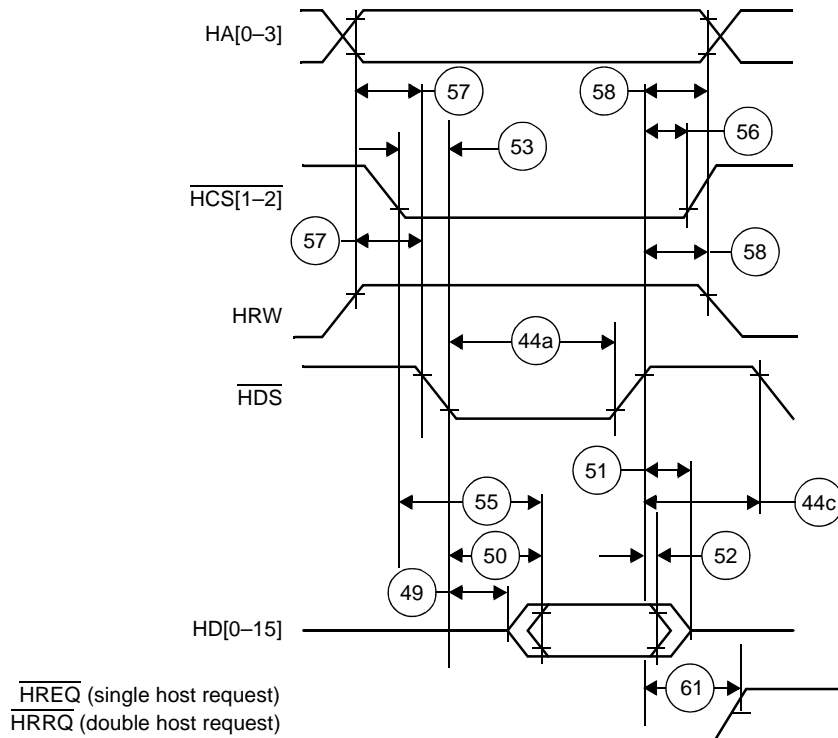 HA[0–3]
57
58
53
56
HCS[1–2]
57
58
HRW
44a
HDS
51
55
44c
50
52
49
HD[0–15]
61
HREQ (single host request)
HRRQ (double host request)